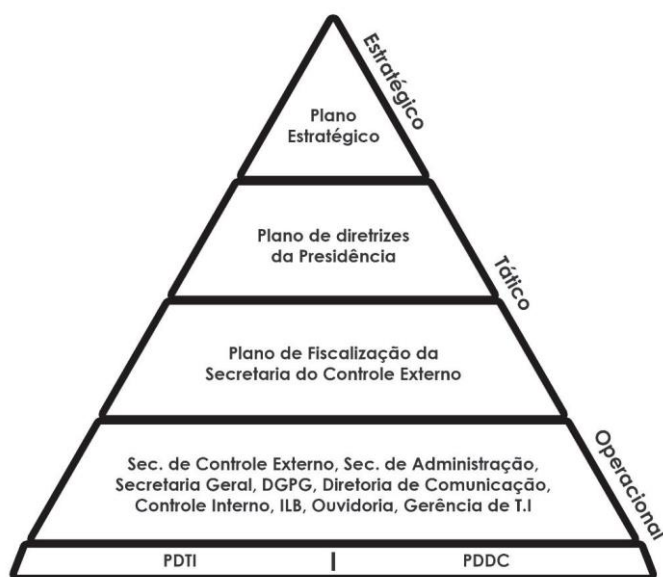 Estratégico
Plano
Estratégico
Plano de diretrizes
da Presidência
Tático
Plano de Fiscalização da
Secretaria do Controle Externo
Operacional
Sec. de Controle Externo, Sec. de Administração,
Secretaria Geral, DGPG, Diretoria de Comunicação,
Controle Interno, ILB, Ouvidoria, Gerência de T.I
PDTI | PDDC